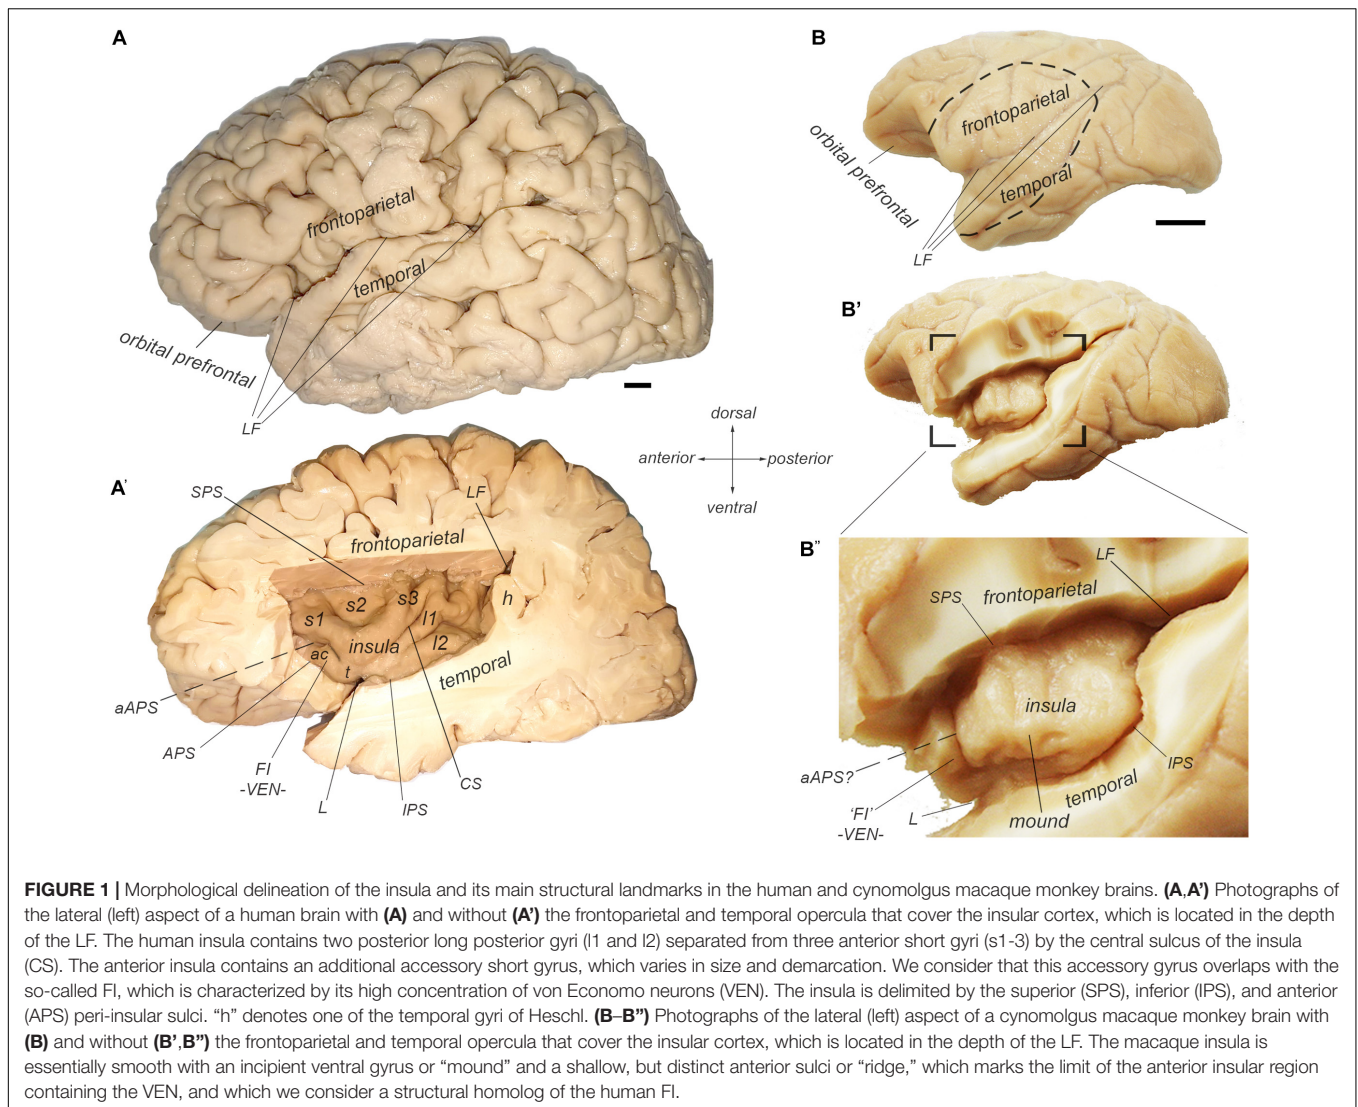 A
frontoparietal
temporal
orbital prefrontal
LF
B
frontoparietal
temporal
orbital prefrontal
LF
B'
dorsal
anterior
posterior
ventral
A'
SPS
LF
frontoparietal
s1
s2
s3
l1
l2
h
insula
ac
t
temporal
aAPS
APS
FI
-VEN-
L
IPS
CS
B"
LF
SPS
frontoparietal
insula
aAPS?
IPS
temporal
'FI'
-VEN-
L
mound
FIGURE 1 | Morphological delineation of the insula and its main structural landmarks in the human and cynomolgus macaque monkey brains. (A,A') Photographs of
the lateral (left) aspect of a human brain with (A) and without (A') the frontoparietal and temporal opercula that cover the insular cortex, which is located in the depth
of the LF. The human insula contains two posterior long posterior gyri (l1 and l2) separated from three anterior short gyri (s1-3) by the central sulcus of the insula
(CS). The anterior insula contains an additional accessory short gyrus, which varies in size and demarcation. We consider that this accessory gyrus overlaps with the
so-called FI, which is characterized by its high concentration of von Economo neurons (VEN). The insula is delimited by the superior (SPS), inferior (IPS), and anterior
(APS) peri-insular sulci. “h” denotes one of the temporal gyri of Heschl. (B–B") Photographs of the lateral (left) aspect of a cynomolgus macaque monkey brain with
(B) and without (B',B") the frontoparietal and temporal opercula that cover the insular cortex, which is located in the depth of the LF. The macaque insula is
essentially smooth with an incipient ventral gyrus or “mound” and a shallow, but distinct anterior sulci or “ridge,” which marks the limit of the anterior insular region
containing the VEN, and which we consider a structural homolog of the human FI.